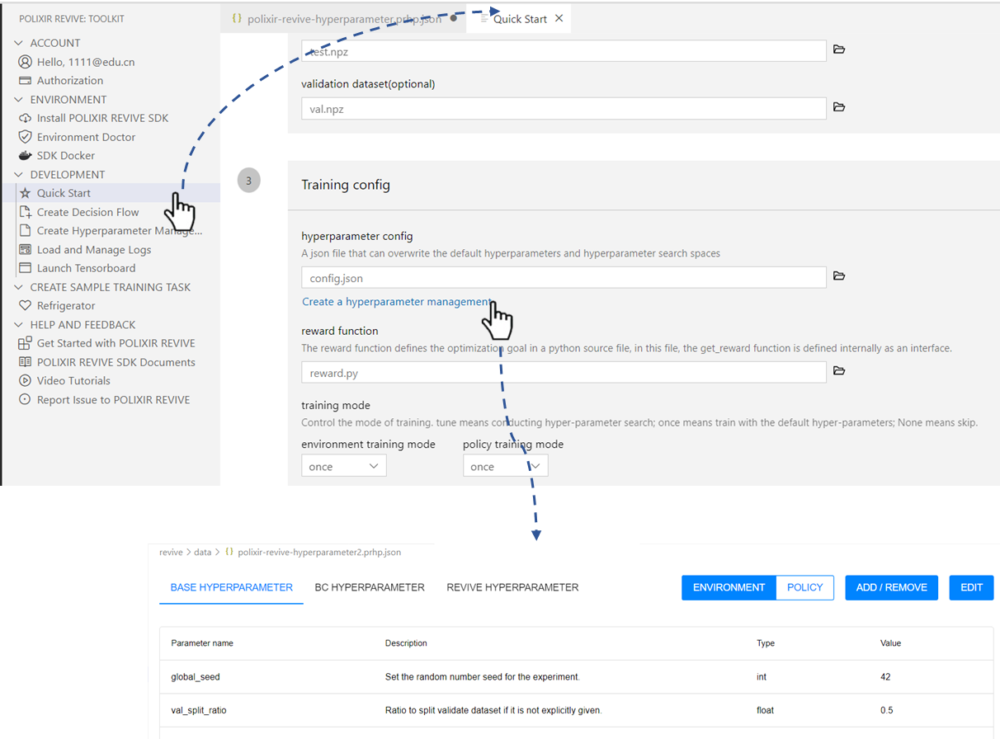 POLIXIR REVIVE: TOOLKIT
ACCOUNT
Hello, 1111@edu.cn
Authorization
ENVIRONMENT
Install POLIXIR REVIVE SDK
Environment Doctor
SDK Docker
DEVELOPMENT
Quick Start
Create Decision Flow
Create Hyperparameter Manage...
Load and Manage Logs
Launch Tensorboard
CREATE SAMPLE TRAINING TASK
Refrigerator
HELP AND FEEDBACK
Get Started with POLIXIR REVIVE
POLIXIR REVIVE SDK Documents
Video Tutorials
Report Issue to POLIXIR REVIVE
{} polixir-revive-hyperparameter.prhp.json
Quick Start
test.npz
validation dataset(optional)
val.npz
3
Training config
hyperparameter config
A json file that can overwrite the default hyperparameters and hyperparameter search spaces
config.json
Create a hyperparameter management
reward function
The reward function defines the optimization goal in a python source file, in this file, the get_reward function is defined internally as an interface.
reward.py
training mode
Control the mode of training. tune means conducting hyper-parameter search; once means train with the default hyper-parameters; None means skip.
environment training mode policy training mode
once once
revive > data > {} polixir-revive-hyperparameter2.prhp.json
BASE HYPERPARAMETER BC HYPERPARAMETER REVIVE HYPERPARAMETER ENVIRONMENT POLICY ADD / REMOVE EDIT
Parameter name Description Type Value
global_seed Set the random number seed for the experiment. int 42
val_split_ratio Ratio to split validate dataset if it is not explicitly given. float 0.5